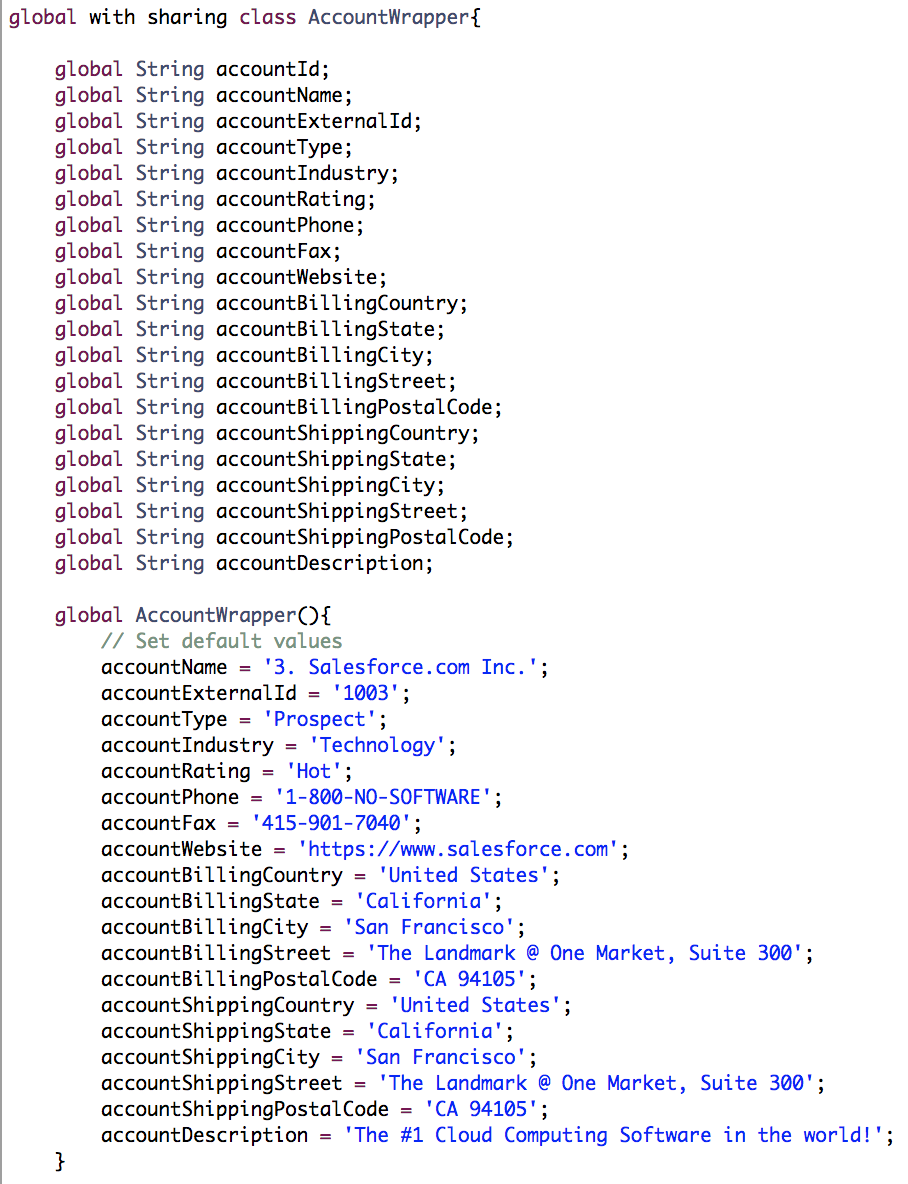 global with sharing class AccountWrapper{
global String accountId;
global String accountName;
global String accountExternalId;
global String accountType;
global String accountIndustry;
global String accountRating;
global String accountPhone;
global String accountFax;
global String accountWebsite;
global String accountBillingCountry;
global String accountBillingState;
global String accountBillingCity;
global String accountBillingStreet;
global String accountBillingPostalCode;
global String accountShippingCountry;
global String accountShippingState;
global String accountShippingCity;
global String accountShippingStreet;
global String accountShippingPostalCode;
global String accountDescription;
global AccountWrapper(){
// Set default values
accountName = '3. Salesforce.com Inc.';
accountExternalId = '1003';
accountType = 'Prospect';
accountIndustry = 'Technology';
accountRating = 'Hot';
accountPhone = '1-800-NO-SOFTWARE';
accountFax = '415-901-7040';
accountWebsite = 'https://www.salesforce.com';
accountBillingCountry = 'United States';
accountBillingState = 'California';
accountBillingCity = 'San Francisco';
accountBillingStreet = 'The Landmark @ One Market, Suite 300';
accountBillingPostalCode = 'CA 94105';
accountShippingCountry = 'United States';
accountShippingState = 'California';
accountShippingCity = 'San Francisco';
accountShippingStreet = 'The Landmark @ One Market, Suite 300';
accountShippingPostalCode = 'CA 94105';
accountDescription = 'The #1 Cloud Computing Software in the world!';
}